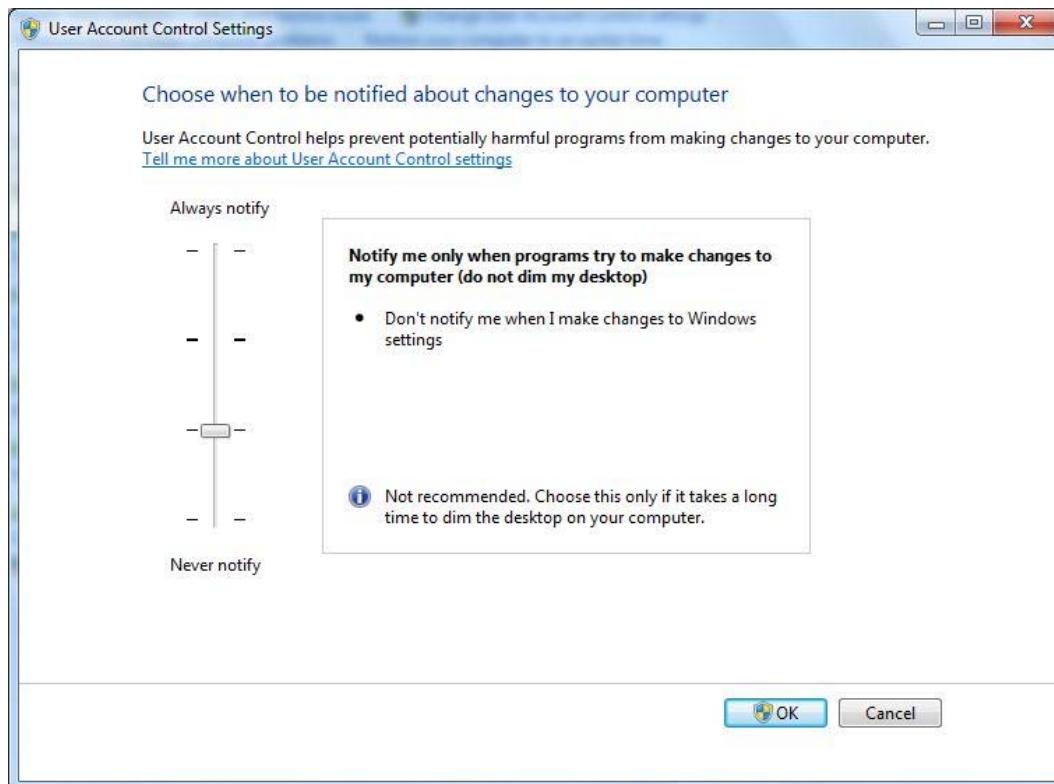 User Account Control Settings
Choose when to be notified about changes to your computer
User Account Control helps prevent potentially harmful programs from making changes to your computer.
Tell me more about User Account Control settings
Always notify
Notify me only when programs try to make changes to
my computer (do not dim my desktop)
Don't notify me when I make changes to Windows
settings
Not recommended. Choose this only if it takes a long
time to dim the desktop on your computer.
Never notify
OK
Cancel